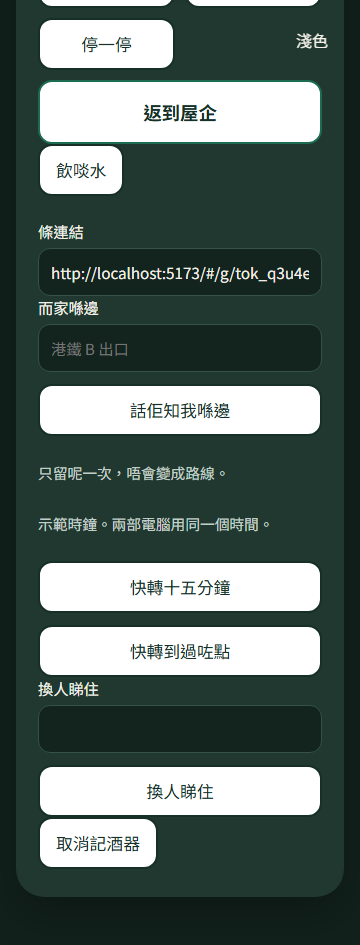 停一停
淺色
返到屋企
飲啖水
條連結
http://localhost:5173/#/g/tok_q3u4e
而家喺邊
港鐵 B 出口
話佢知我喺邊
只留呢一次，唔會變成路線。
示範時鐘。兩部電腦用同一個時間。
快轉十五分鐘
快轉到過咗點
換人睇住
換人睇住
取消記酒器